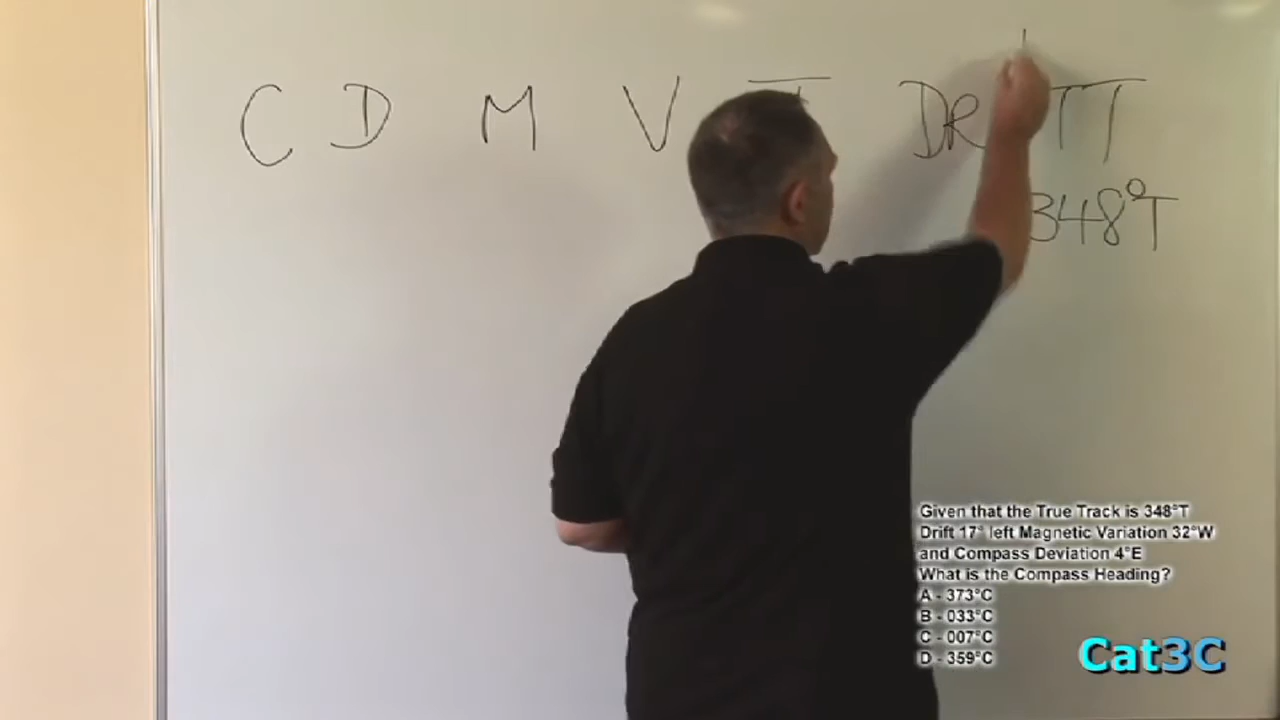 C D M V T DR TT
348°T
Given that the True Track is 348°T
Drift 17° left Magnetic Variation 32°W
and Compass Deviation 4°E
What is the Compass Heading?
A - 373°C
B - 033°C
C - 007°C
D - 359°C
Cat3C